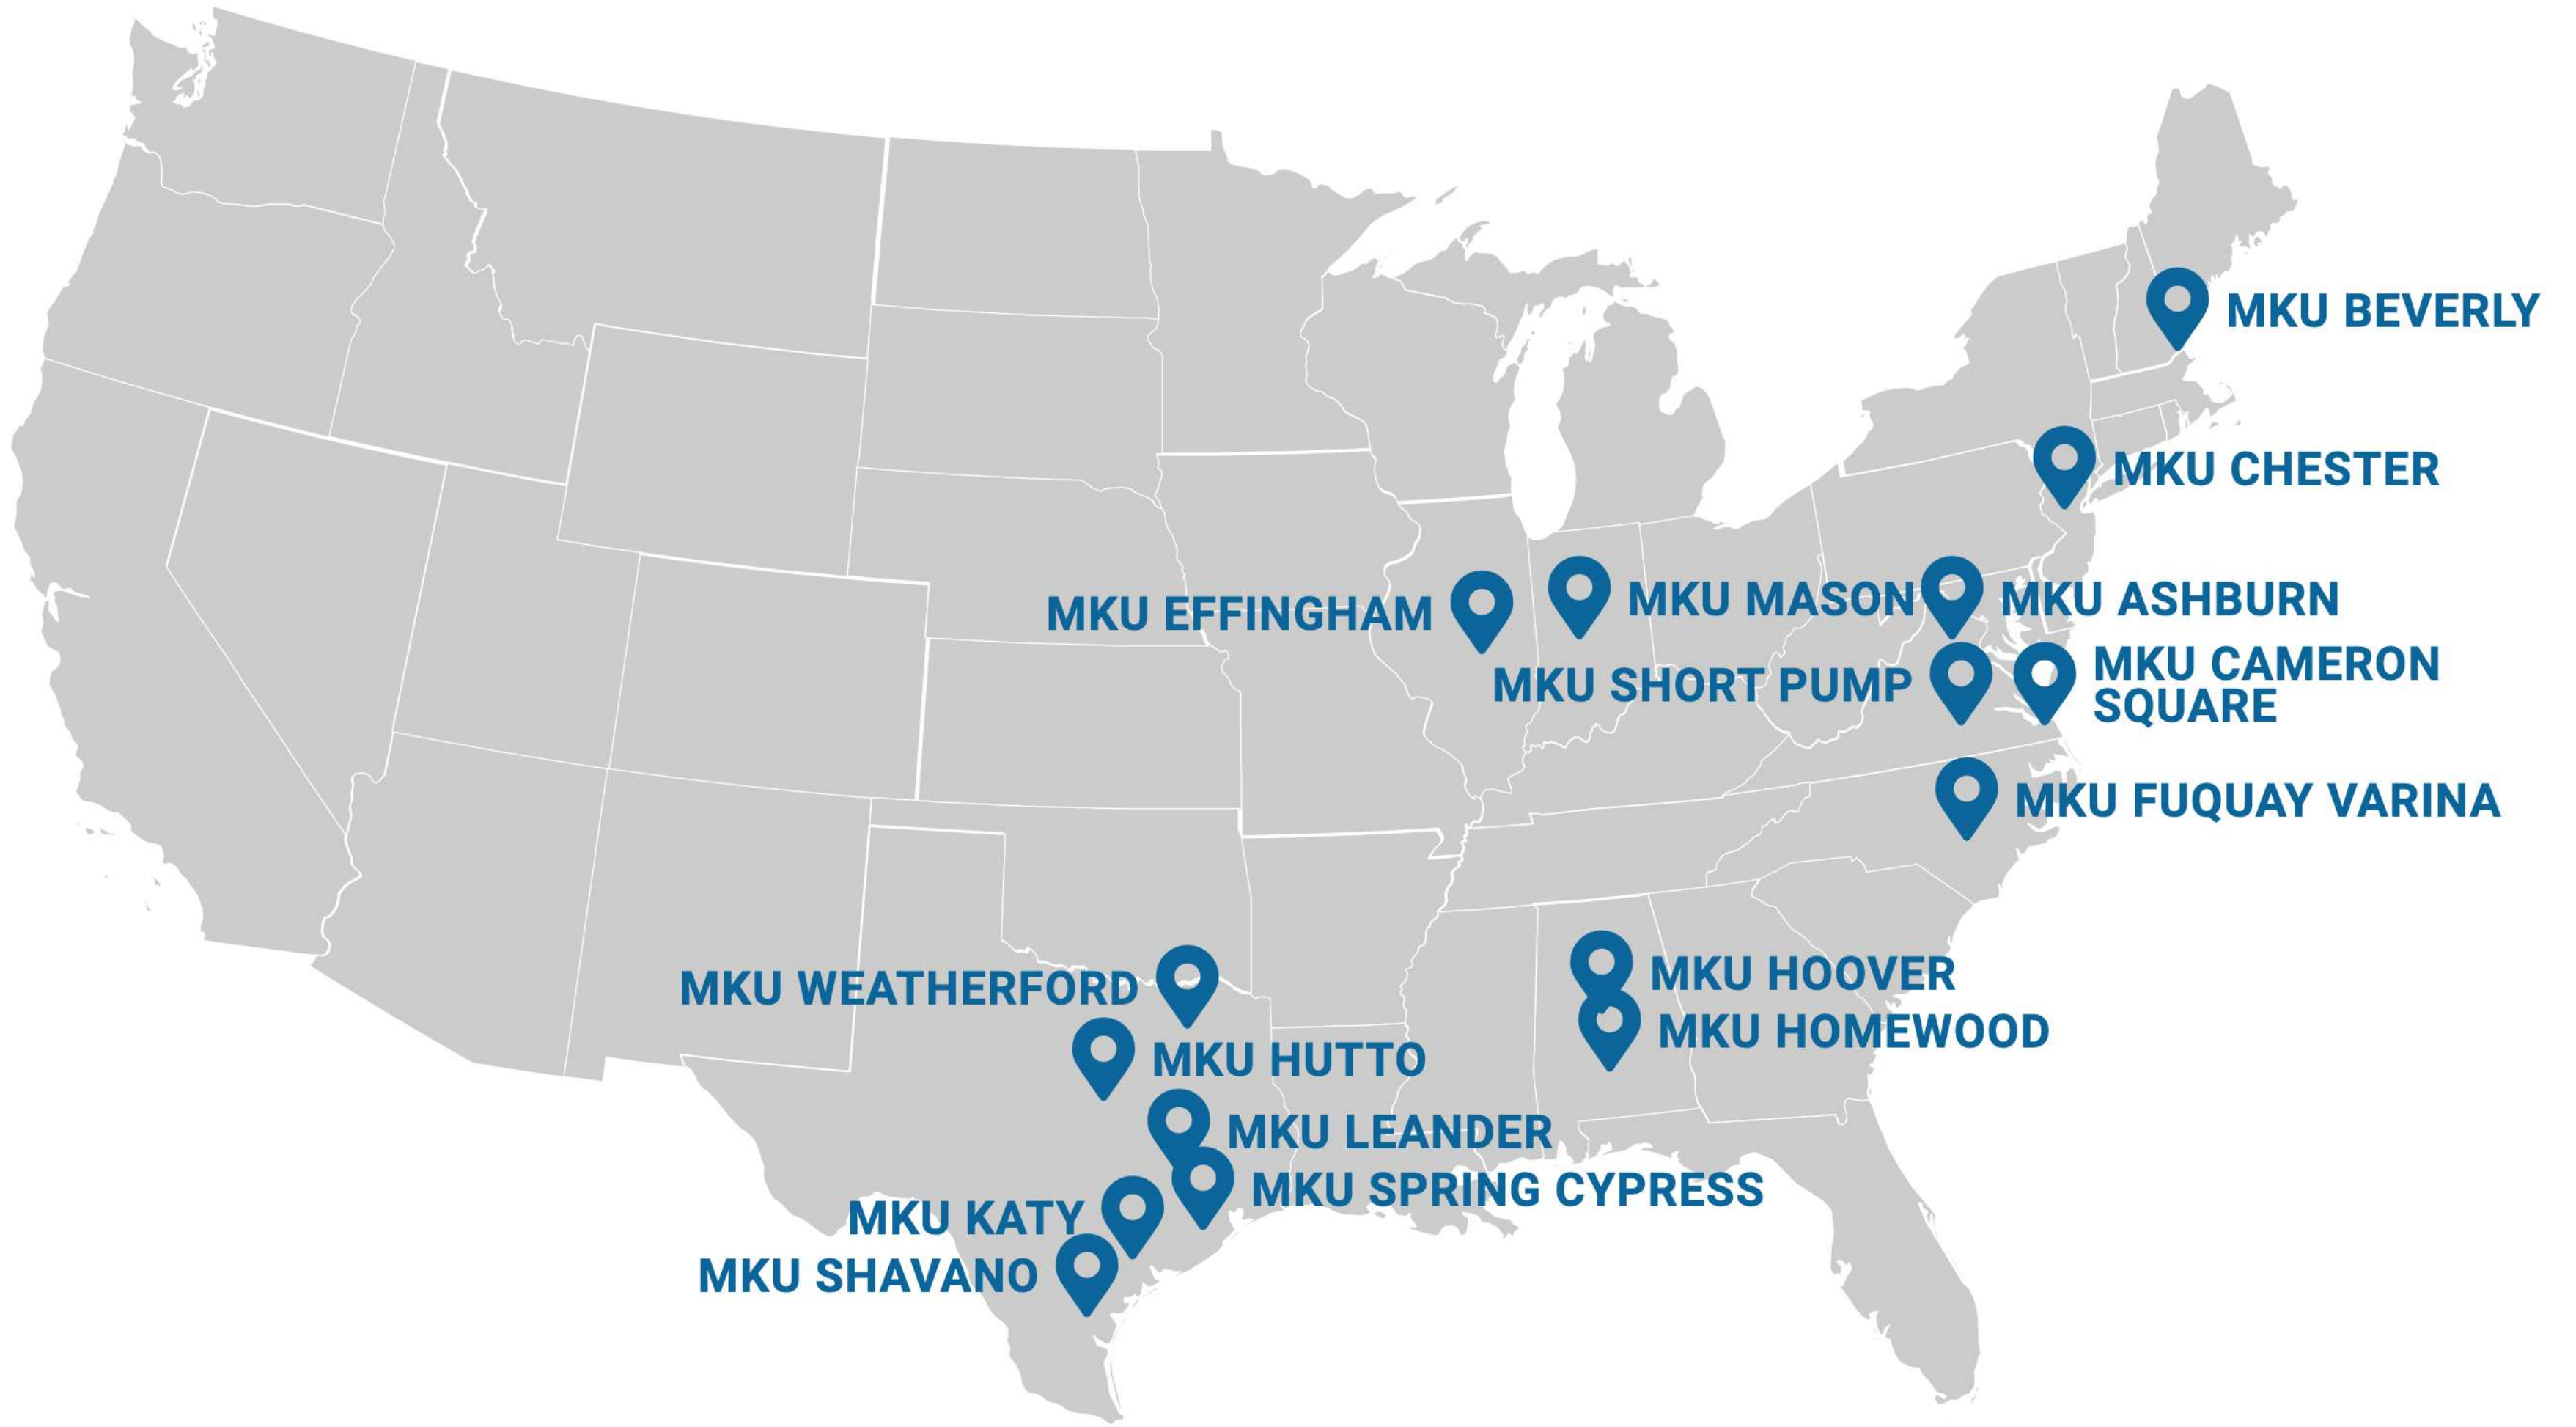 MKU BEVERLY
MKU CHESTER
MKU EFFINGHAM
MKU MASON
MKU ASHBURN
MKU SHORT PUMP
MKU CAMERON
SQUARE
MKU FUQUAY VARINA
MKU WEATHERFORD
MKU HOOVER
MKU HOMEWOOD
MKU HUTTO
MKU LEANDER
MKU SPRING CYPRESS
MKU KATY
MKU SHAVANO